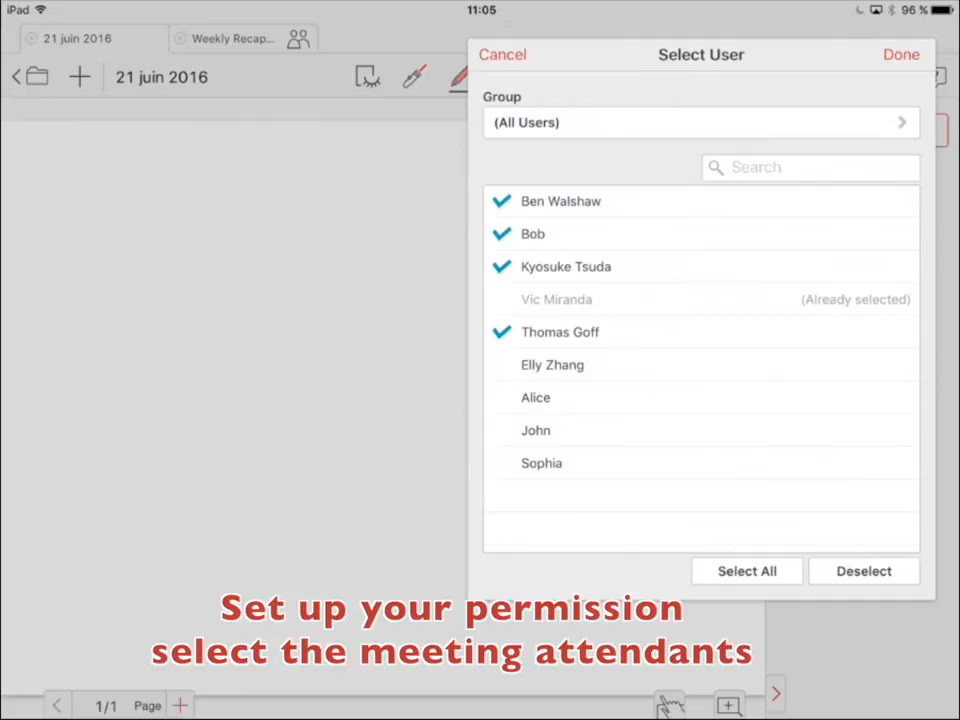 iPad 11:05 96 %
21 juin 2016 Weekly Recap...
21 juin 2016
Cancel Select User Done
Group
(All Users)
Search
Ben Walshaw
Bob
Kyosuke Tsuda
Vic Miranda (Already selected)
Thomas Goff
Elly Zhang
Alice
John
Sophia
Select All Deselect
Set up your permission
select the meeting attendants
1/1 Page